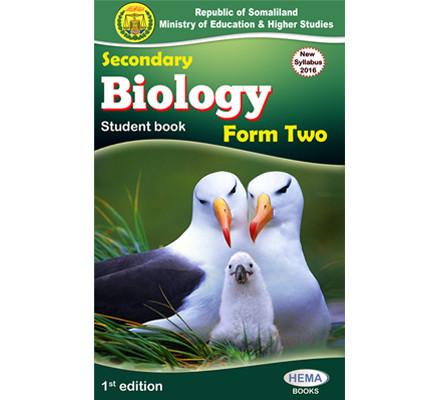 Republic of Somaliland
Ministry of Education & Higher Studies
Secondary
New
Syllabus
2016
Biology
Student book
Form Two
1st edition
HEMA
BOOKS